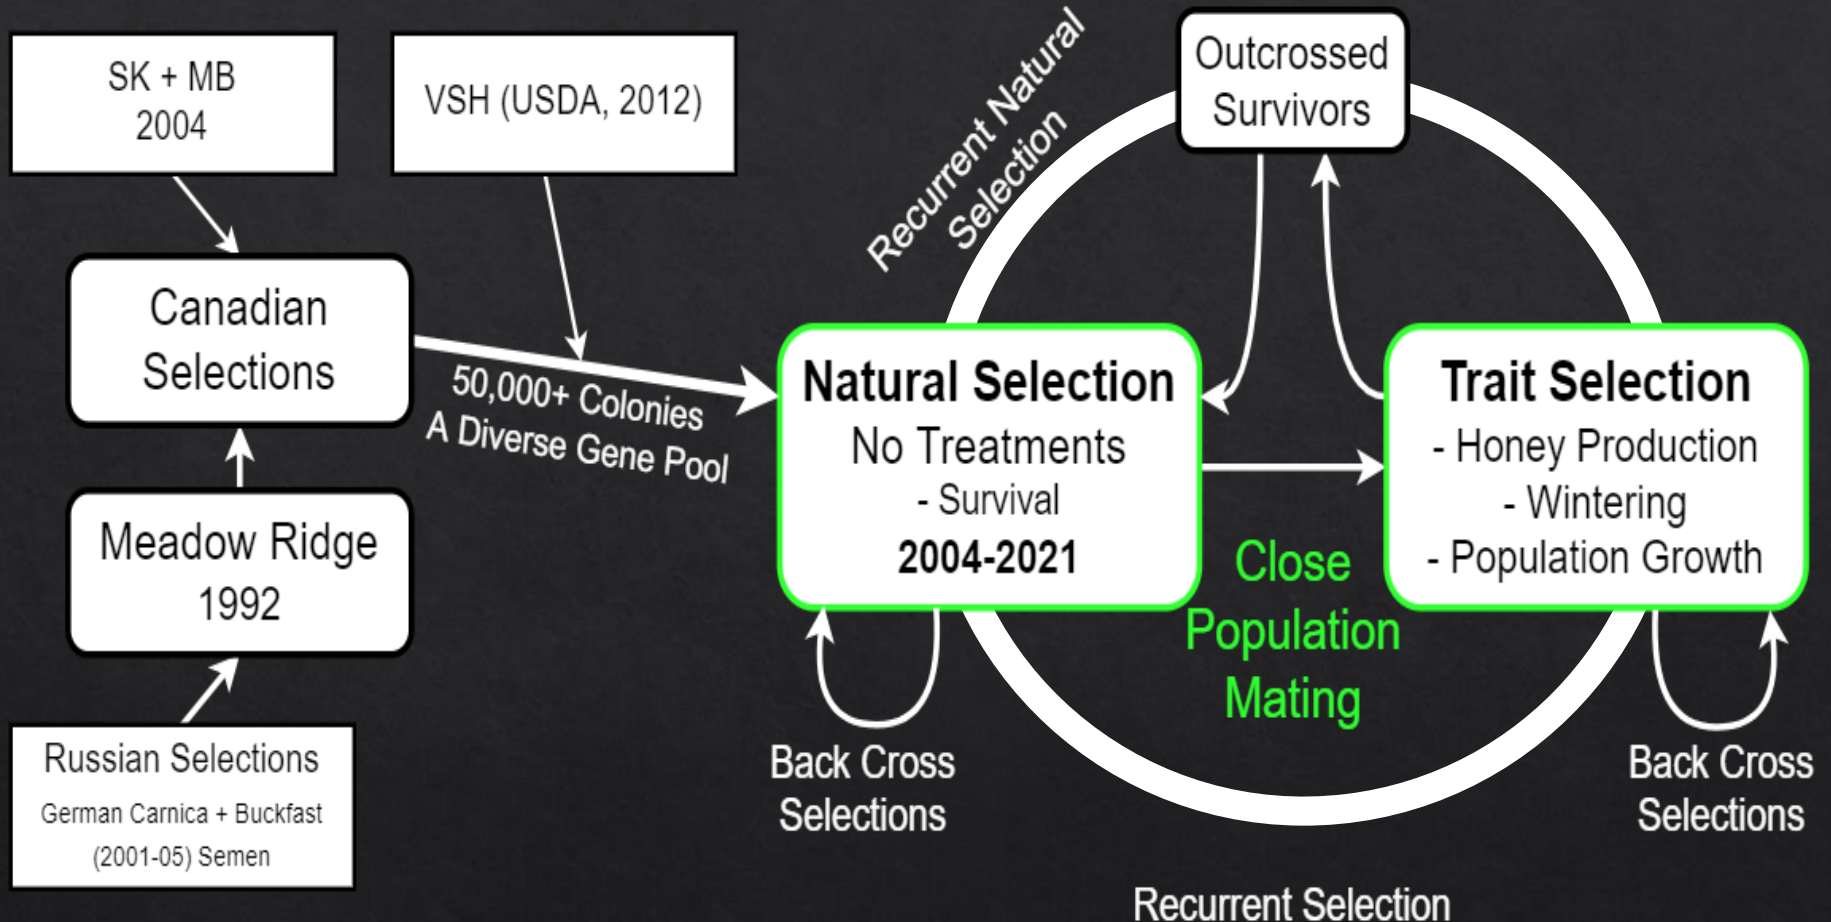 SK + MB
2004
VSH (USDA, 2012)
Canadian
Selections
Meadow Ridge
1992
Russian Selections
German Carnica + Buckfast
(2001-05) Semen
50,000+ Colonies
A Diverse Gene Pool
Recurrent Natural
Selection
Outcrossed
Survivors
Natural Selection
No Treatments
- Survival
2004-2021
Trait Selection
- Honey Production
- Wintering
- Population Growth
Close
Population
Mating
Back Cross
Selections
Back Cross
Selections
Recurrent Selection